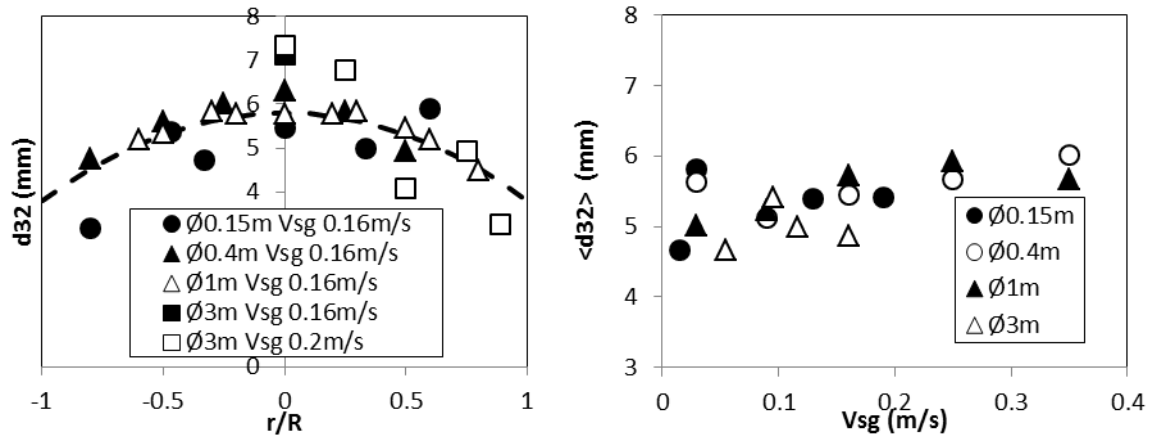 8
7
6
5
4
0
d32 (mm)
Ø0.15m Vsg 0.16m/s
Ø0.4m Vsg 0.16m/s
Ø1m Vsg 0.16m/s
Ø3m Vsg 0.16m/s
Ø3m Vsg 0.2m/s
-1 -0.5 0 0.5 1
r/R
8
7
6
5
4
3
<d32> (mm)
Ø0.15m
Ø0.4m
Ø1m
Ø3m
0.1 0.2 0.3 0.4
Vsg (m/s)